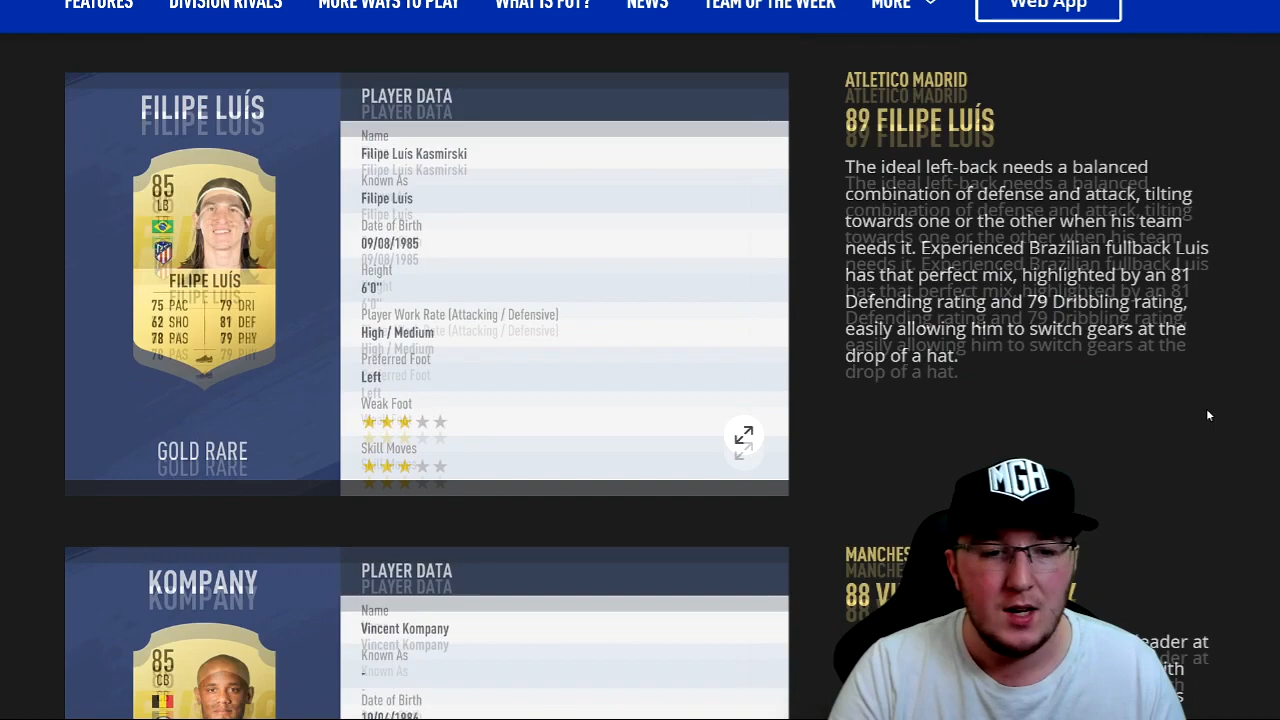 FEATURES DIVISION RIVALS MORE WAYS TO PLAY WHAT IS FUT? NEWS TEAM OF THE WEEK MORE Web App
FILIPE LUÍS
85
LB
FILIPE LUÍS
75 PAC 79 DRI
62 SHO 81 DEF
78 PAS 79 PHY
GOLD RARE
PLAYER DATA
Name
Filipe Luís Kasmirski
Known As
Filipe Luís
Date of Birth
09/08/1985
Height
6'0"
Player Work Rate (Attacking / Defensive)
High / Medium
Preferred Foot
Left
Weak Foot
Skill Moves
ATLETICO MADRID
89 FILIPE LUÍS
The ideal left-back needs a balanced
combination of defense and attack, tilting
towards one or the other when his team
needs it. Experienced Brazilian fullback Luis
has that perfect mix, highlighted by an 81
Defending rating and 79 Dribbling rating,
easily allowing him to switch gears at the
drop of a hat.
KOMPANY
85
CB
PLAYER DATA
Name
Vincent Kompany
Known As
-
Date of Birth
10/04/1986
88
eader at
MGH